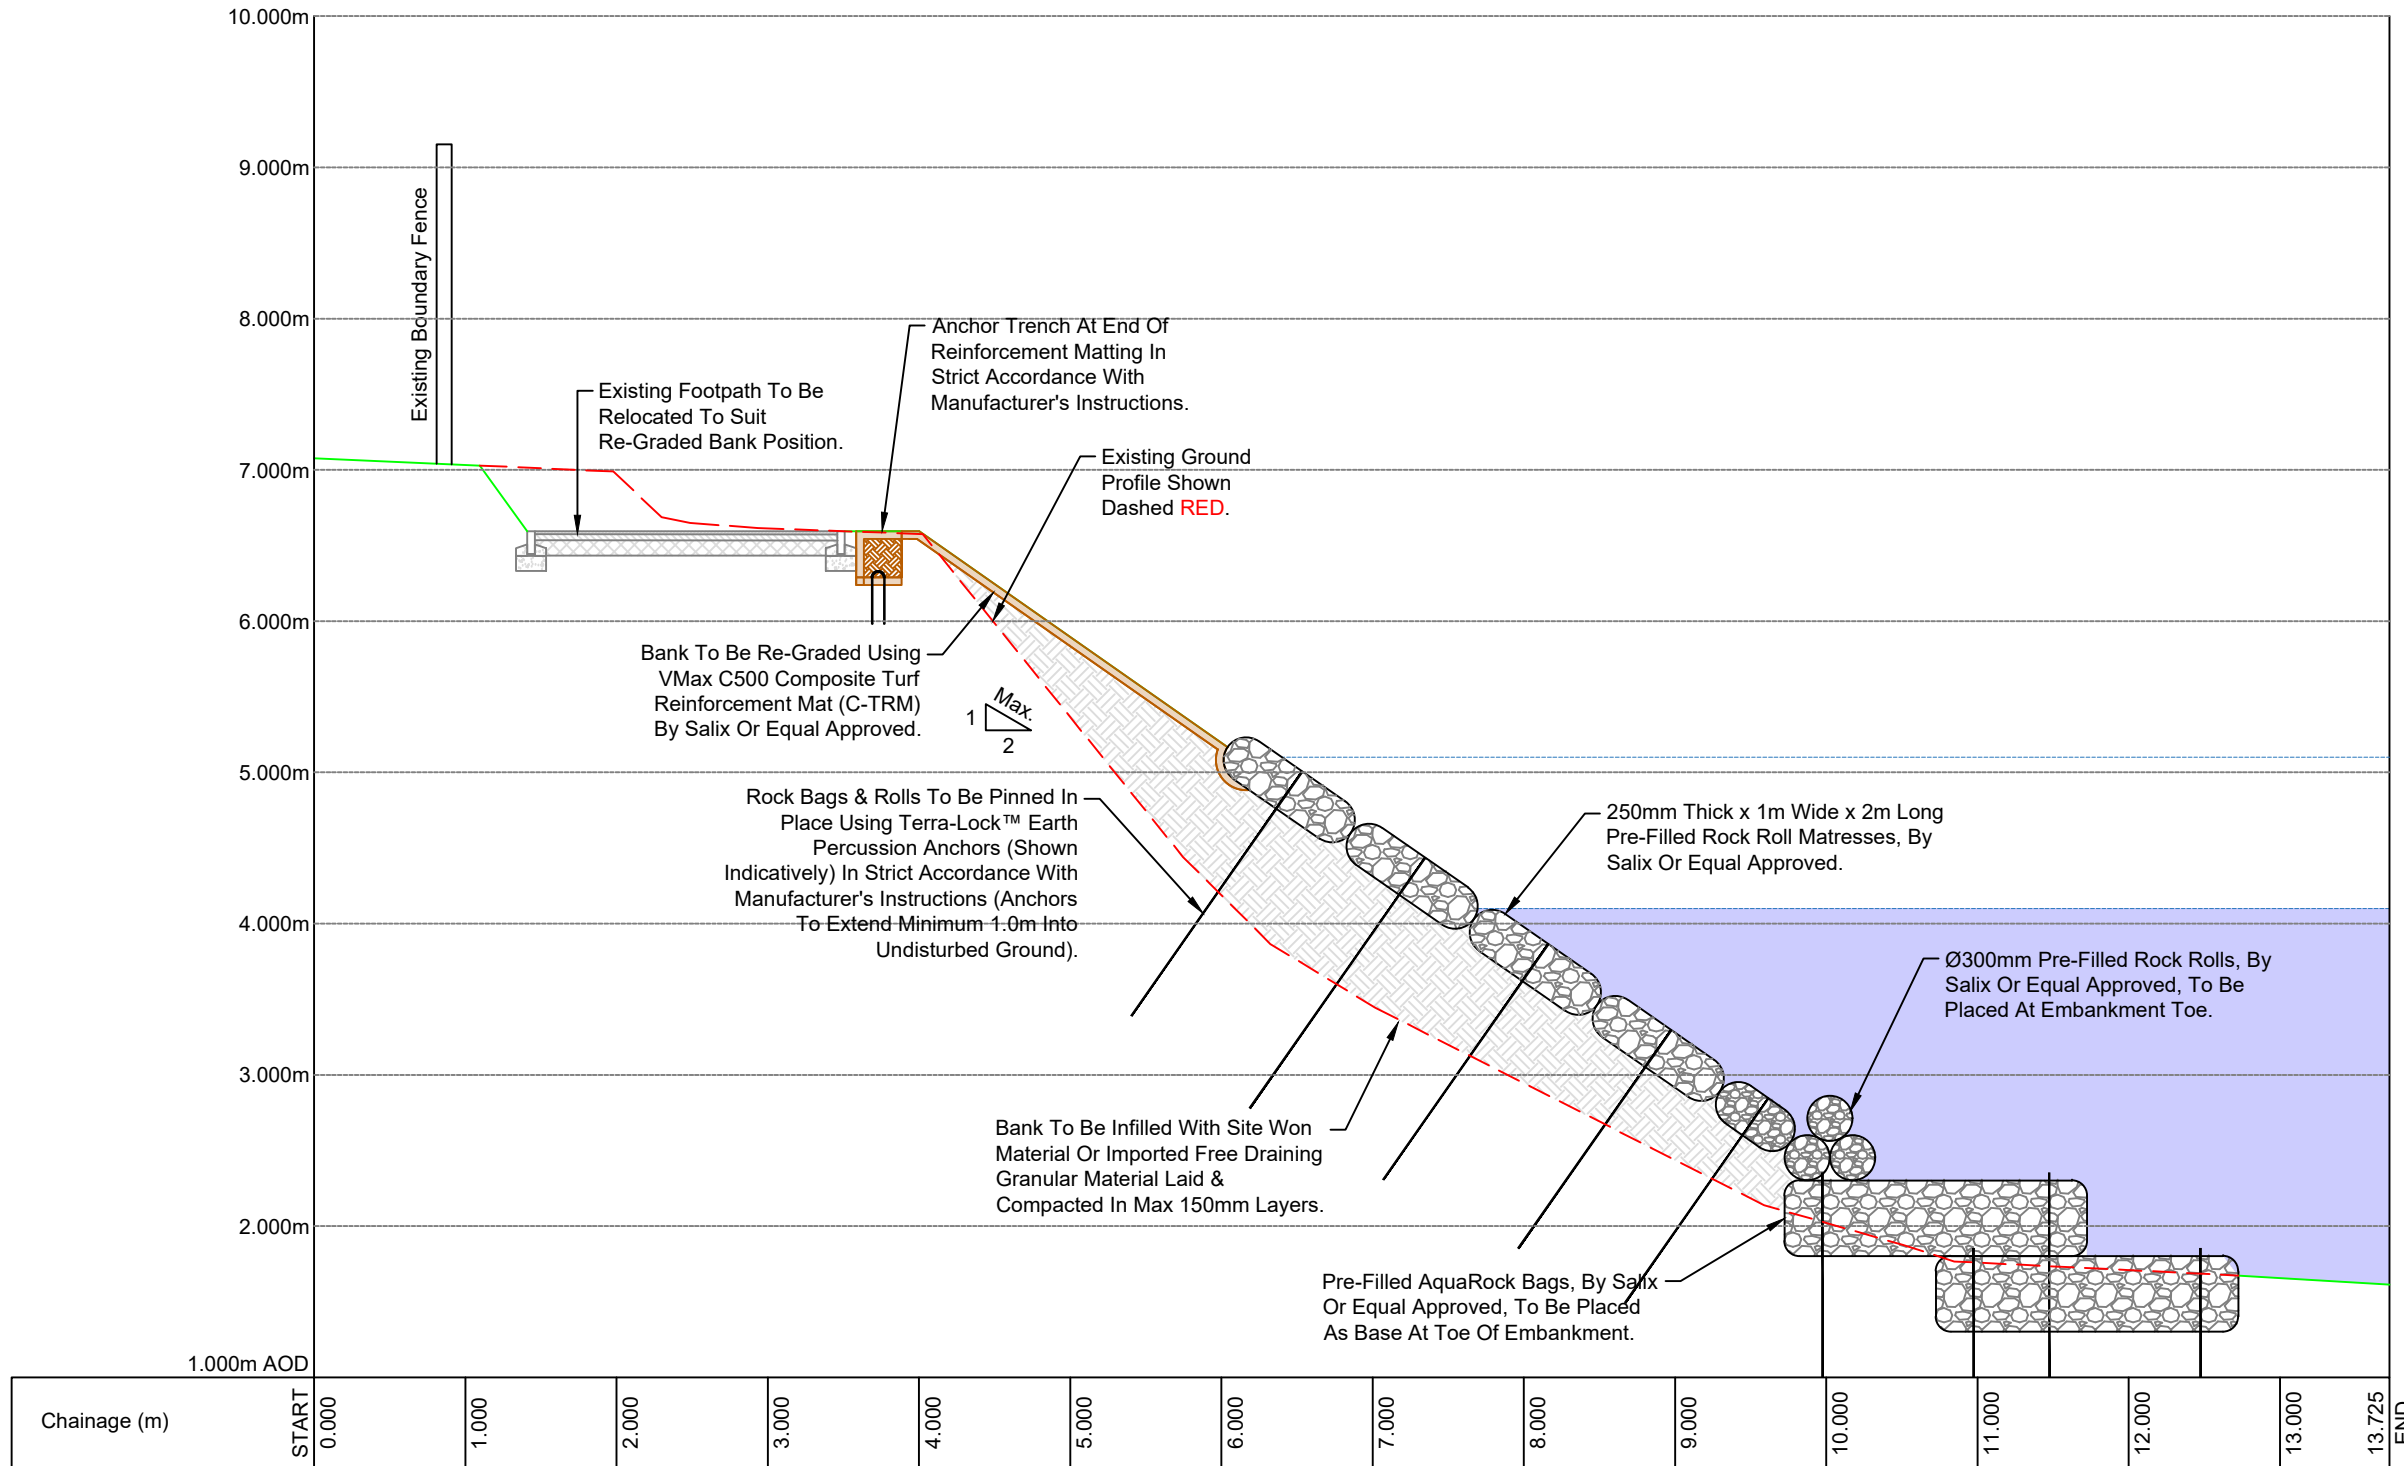 10.000m
9.000m
8.000m
7.000m
6.000m
5.000m
4.000m
3.000m
2.000m
1.000m AOD
Existing Boundary Fence
Existing Footpath To Be
Relocated To Suit
Re-Graded Bank Position.
Anchor Trench At End Of
Reinforcement Matting In
Strict Accordance With
Manufacturer's Instructions.
Existing Ground
Profile Shown
Dashed RED.
Bank To Be Re-Graded Using
VMax C500 Composite Turf
Reinforcement Mat (C-TRM)
By Salix Or Equal Approved.
Max.
1
2
Rock Bags & Rolls To Be Pinned In
Place Using Terra-Lock™ Earth
Percussion Anchors (Shown
Indicatively) In Strict Accordance With
Manufacturer's Instructions (Anchors
To Extend Minimum 1.0m Into
Undisturbed Ground).
250mm Thick x 1m Wide x 2m Long
Pre-Filled Rock Roll Matresses, By
Salix Or Equal Approved.
Ø300mm Pre-Filled Rock Rolls, By
Salix Or Equal Approved, To Be
Placed At Embankment Toe.
Bank To Be Infilled With Site Won
Material Or Imported Free Draining
Granular Material Laid &
Compacted In Max 150mm Layers.
Pre-Filled AquaRock Bags, By Salix
Or Equal Approved, To Be Placed
As Base At Toe Of Embankment.
Chainage (m)
START
0.000
1.000
2.000
3.000
4.000
5.000
6.000
7.000
8.000
9.000
10.000
11.000
12.000
13.000
13.725
END